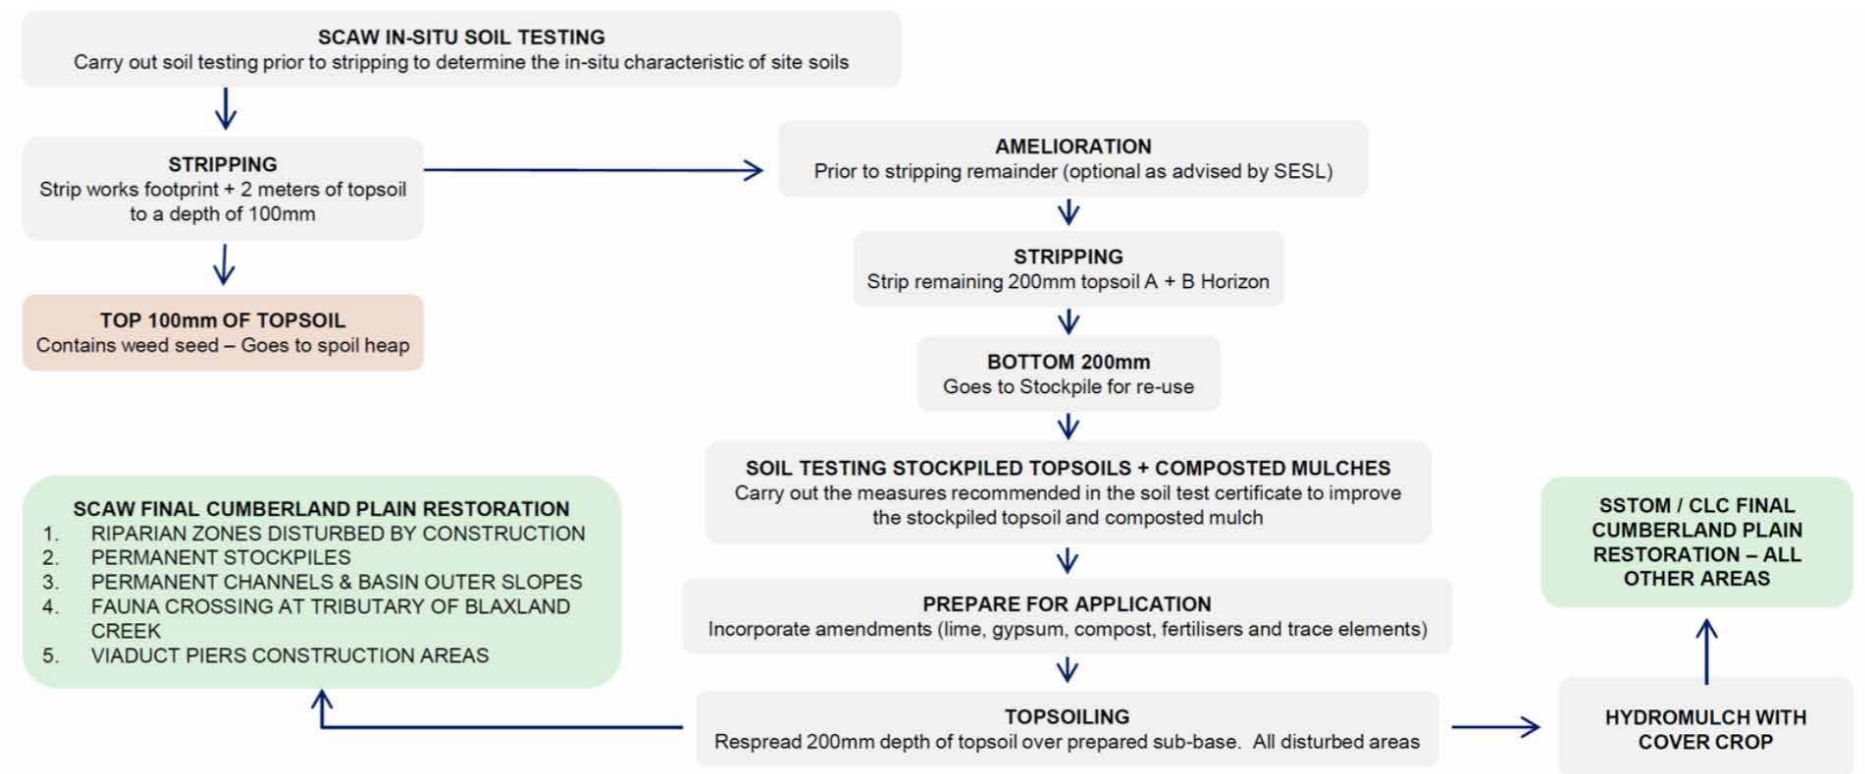 SCAW IN-SITU SOIL TESTING
Carry out soil testing prior to stripping to determine the in-situ characteristic of site soils
STRIPPING
Strip works footprint + 2 meters of topsoil
to a depth of 100mm
TOP 100mm OF TOPSOIL
Contains weed seed – Goes to spoil heap
AMELIORATION
Prior to stripping remainder (optional as advised by SESL)
STRIPPING
Strip remaining 200mm topsoil A + B Horizon
BOTTOM 200mm
Goes to Stockpile for re-use
SOIL TESTING STOCKPILED TOPSOILS + COMPOSTED MULCHES
Carry out the measures recommended in the soil test certificate to improve
the stockpiled topsoil and composted mulch
PREPARE FOR APPLICATION
Incorporate amendments (lime, gypsum, compost, fertilisers and trace elements)
TOPSOILING
Respread 200mm depth of topsoil over prepared sub-base.  All disturbed areas
SCAW FINAL CUMBERLAND PLAIN RESTORATION
1. RIPARIAN ZONES DISTURBED BY CONSTRUCTION
2. PERMANENT STOCKPILES
3. PERMANENT CHANNELS & BASIN OUTER SLOPES
4. FAUNA CROSSING AT TRIBUTARY OF BLAXLAND
CREEK
5. VIADUCT PIERS CONSTRUCTION AREAS
HYDROMULCH WITH
COVER CROP
SSTOM / CLC FINAL
CUMBERLAND PLAIN
RESTORATION – ALL
OTHER AREAS